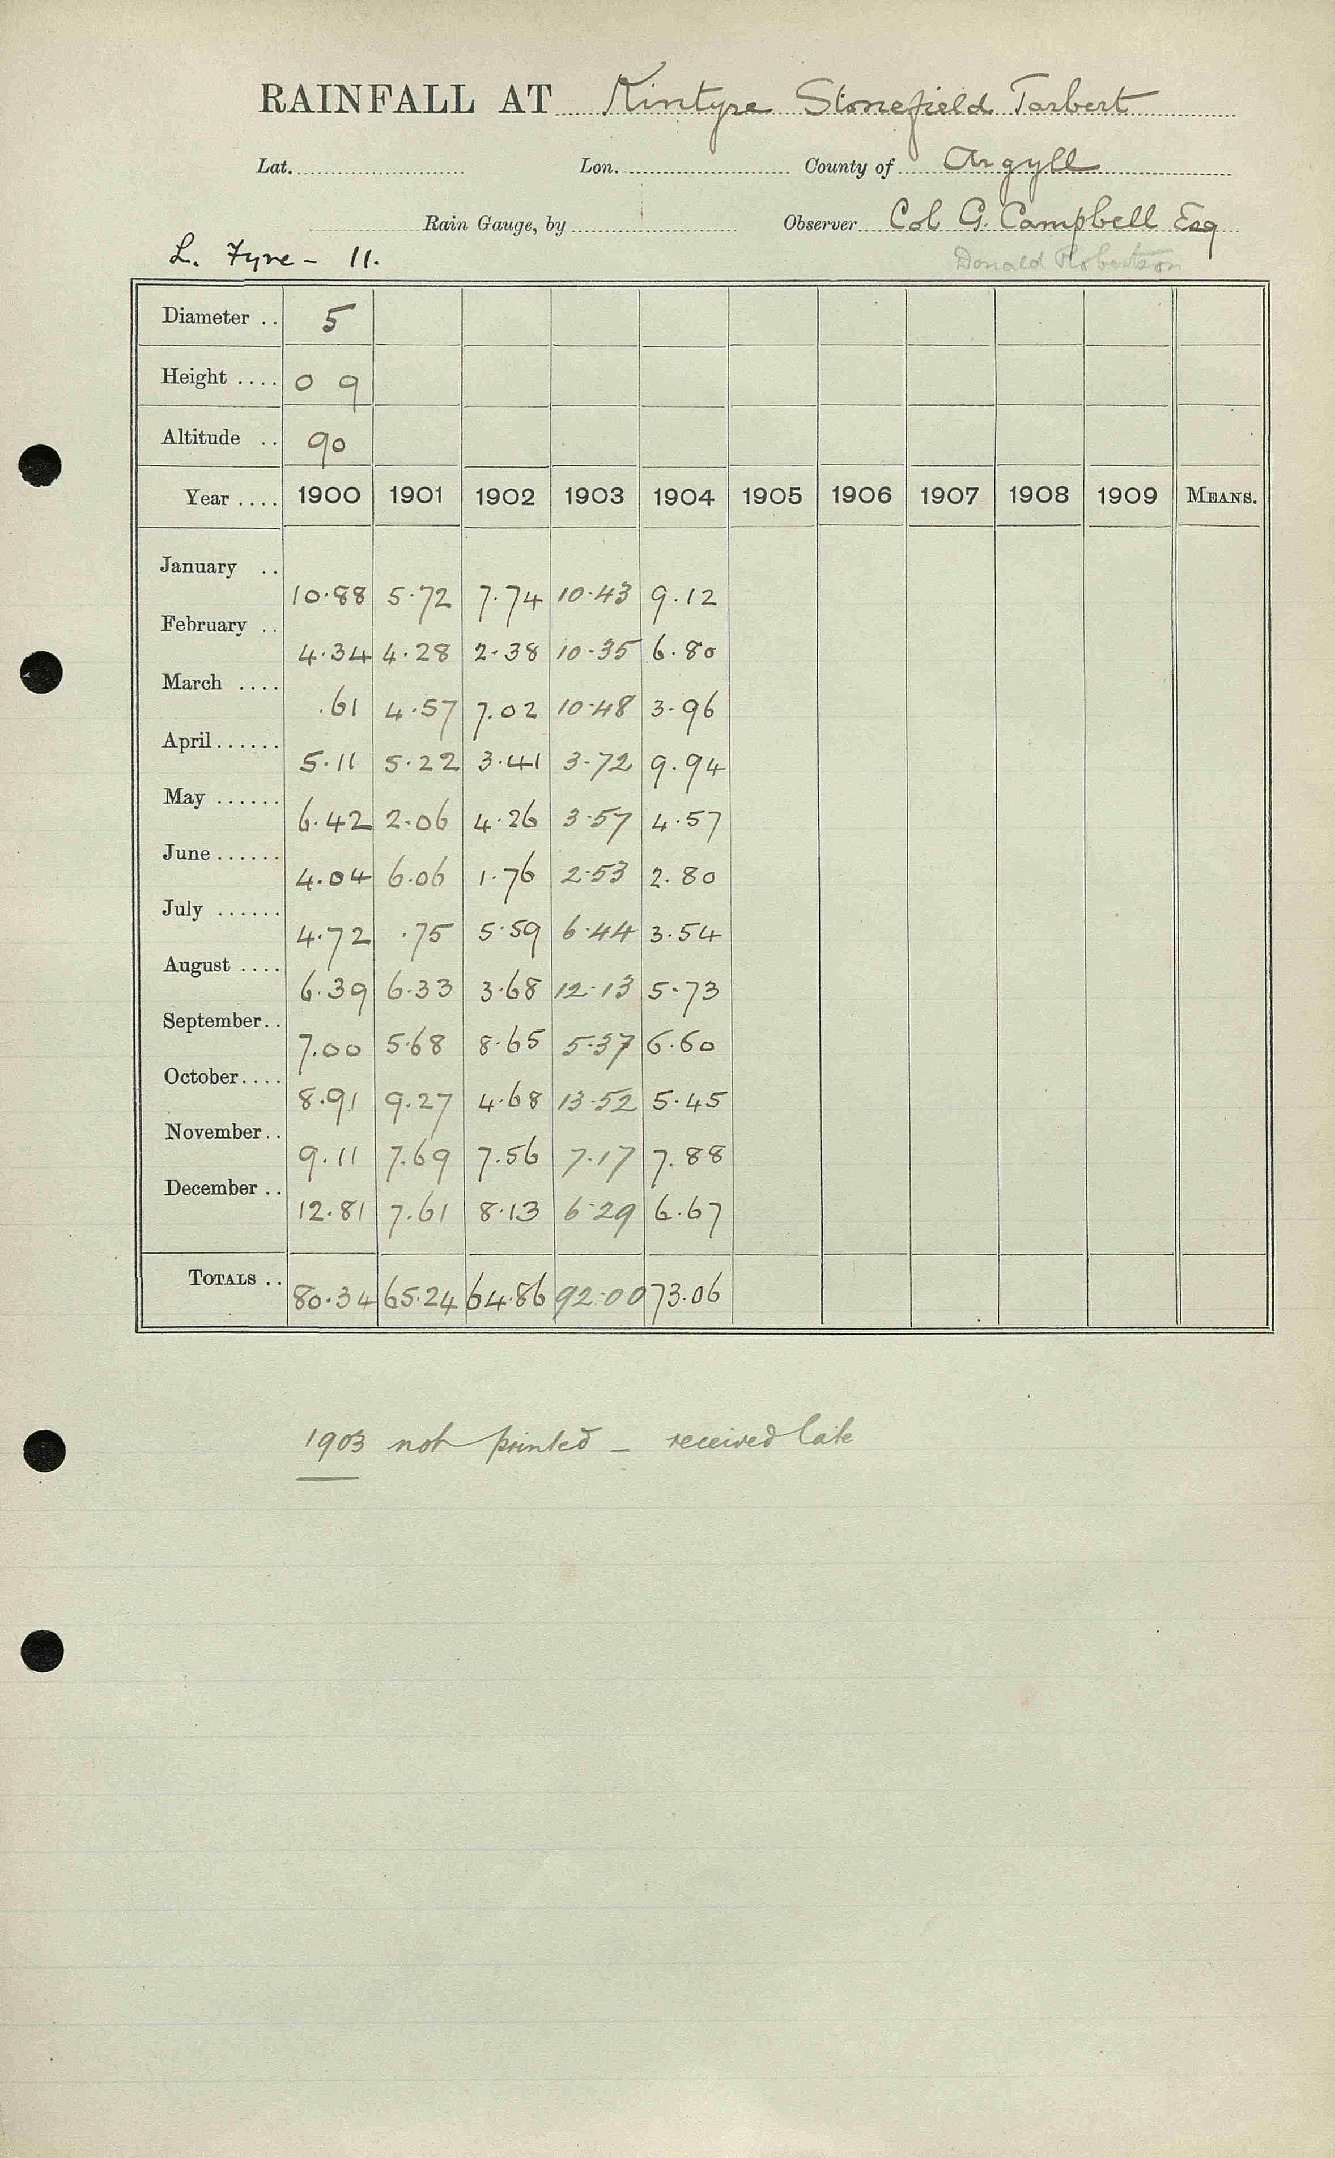 RAINFALL AT Kintyre Stonefield Tarbert
Lat. Lon. County of Argyll
Rain Gauge, by Observer Col G. Campbell Esq
L. Fyne - 11. Donald Robertson
Diameter .. 5
Height .... 0 9
Altitude .. 90
Year .... 1900 1901 1902 1903 1904 1905 1906 1907 1908 1909 MEANS.
January .. 10.88 5.72 7.74 10.43 9.12
February .. 4.34 4.28 2.38 10.35 6.80
March .... .61 4.57 7.02 10.48 3.96
April...... 5.11 5.22 3.41 3.72 9.94
May ...... 6.42 2.06 4.26 3.57 4.57
June...... 4.04 6.06 1.76 2.53 2.80
July ...... 4.72 .75 5.59 6.44 3.54
August .... 6.39 6.33 3.68 12.13 5.73
September.. 7.00 5.68 8.65 5.37 6.60
October.... 8.91 9.27 4.68 13.52 5.45
November.. 9.11 7.69 7.56 7.17 7.88
December .. 12.81 7.61 8.13 6.29 6.67
TOTALS .. 80.34 65.24 64.86 92.00 73.06
1903 not printed - received late